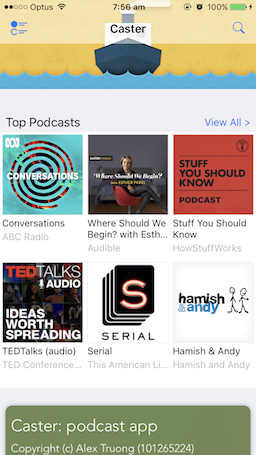 Optus 7:56 am 100%
Caster
Top Podcasts View All >
ABC
CONVERSATIONS
"Where Should We Begin?"
with ESTHER PEREL
STUFF
YOU SHOULD
KNOW
PODCAST
Conversations
ABC Radio
Where Should We
Begin? with Esth...
Audible
Stuff You Should
Know
HowStuffWorks
TEDTALKS
AUDIO
IDEAS
WORTH
SPREADING
S
SERIAL
hamish
&andy
TEDTalks (audio)
TED Conference...
Serial
This American Li...
Hamish & Andy
Hamish and Andy
Caster: podcast app
Copyright (c) Alex Truong (101265224)